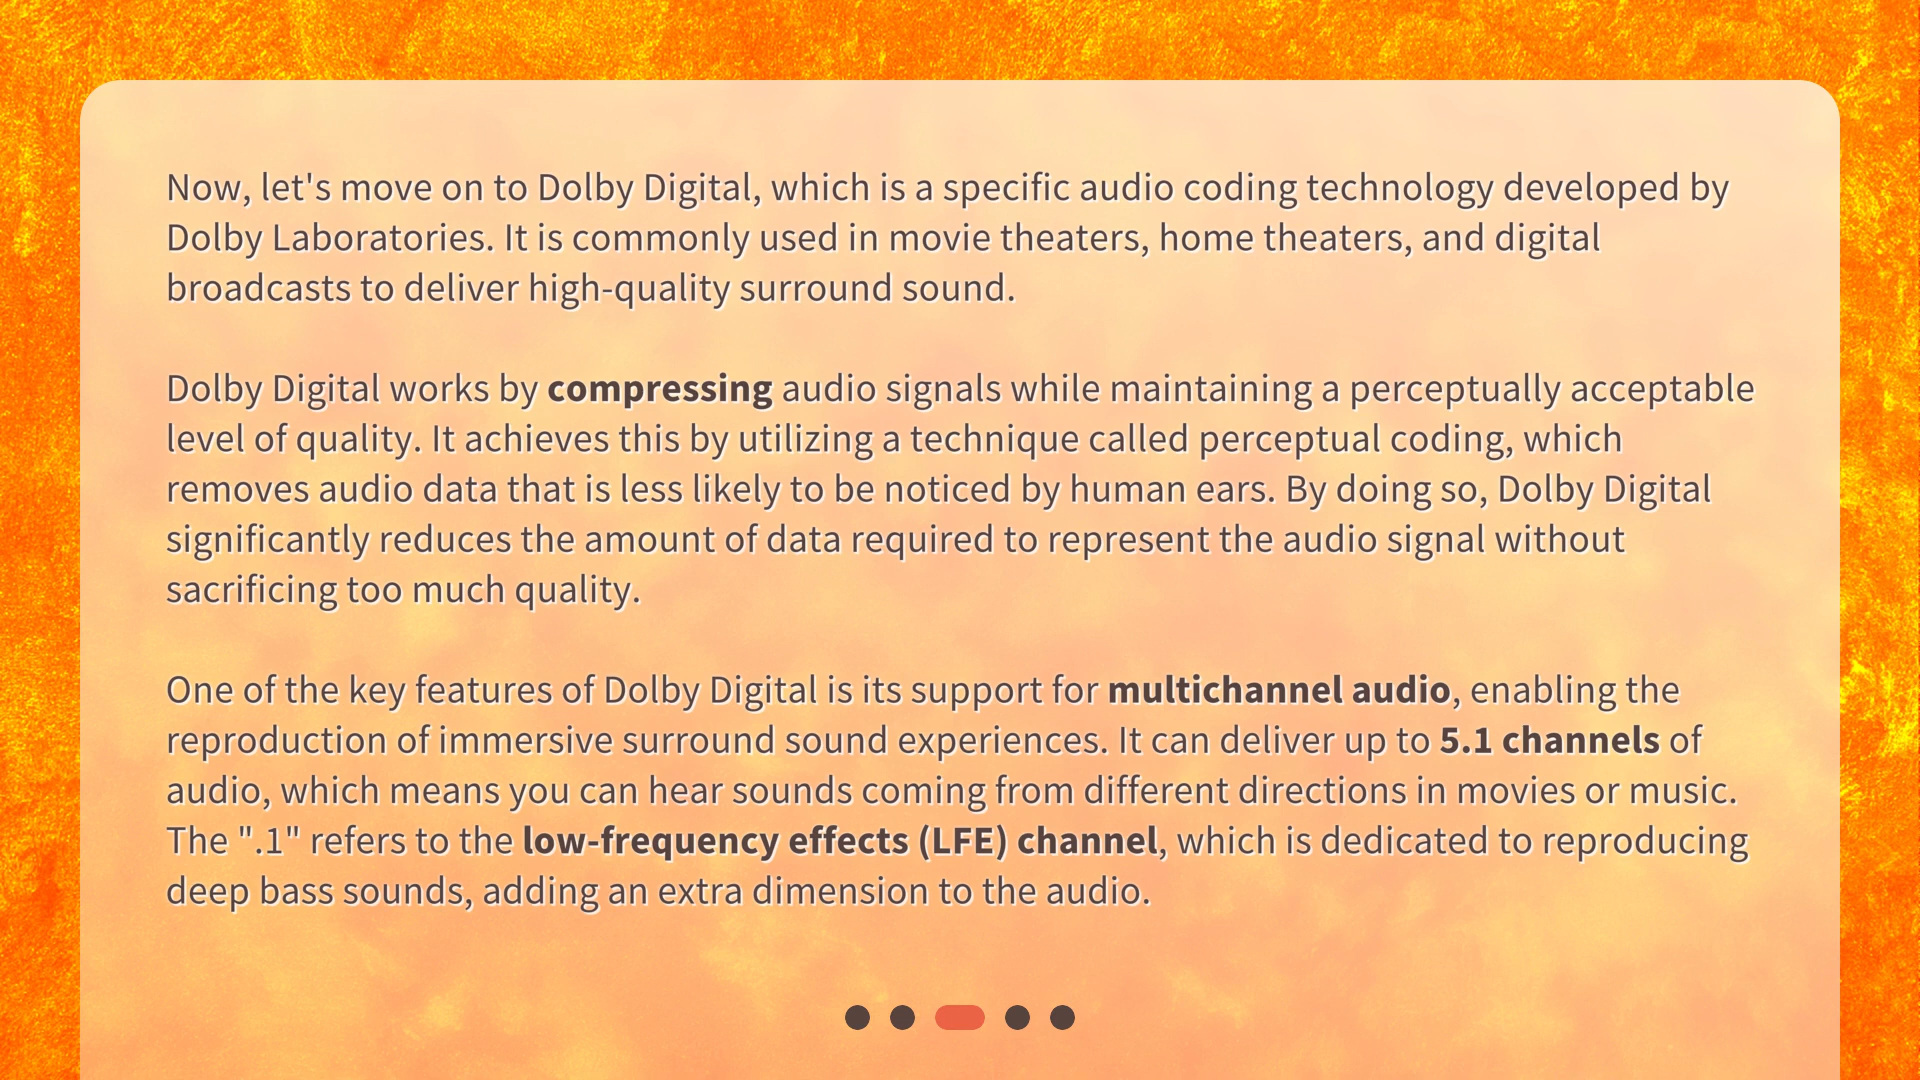 Now, let's move on to Dolby Digital, which is a specific audio coding technology developed by
Dolby Laboratories. It is commonly used in movie theaters, home theaters, and digital
broadcasts to deliver high-quality surround sound.
Dolby Digital works by compressing audio signals while maintaining a perceptually acceptable
level of quality. It achieves this by utilizing a technique called perceptual coding, which
removes audio data that is less likely to be noticed by human ears. By doing so, Dolby Digital
significantly reduces the amount of data required to represent the audio signal without
sacrificing too much quality.
One of the key features of Dolby Digital is its support for multichannel audio, enabling the
reproduction of immersive surround sound experiences. It can deliver up to 5.1 channels of
audio, which means you can hear sounds coming from different directions in movies or music.
The ".1" refers to the low-frequency effects (LFE) channel, which is dedicated to reproducing
deep bass sounds, adding an extra dimension to the audio.